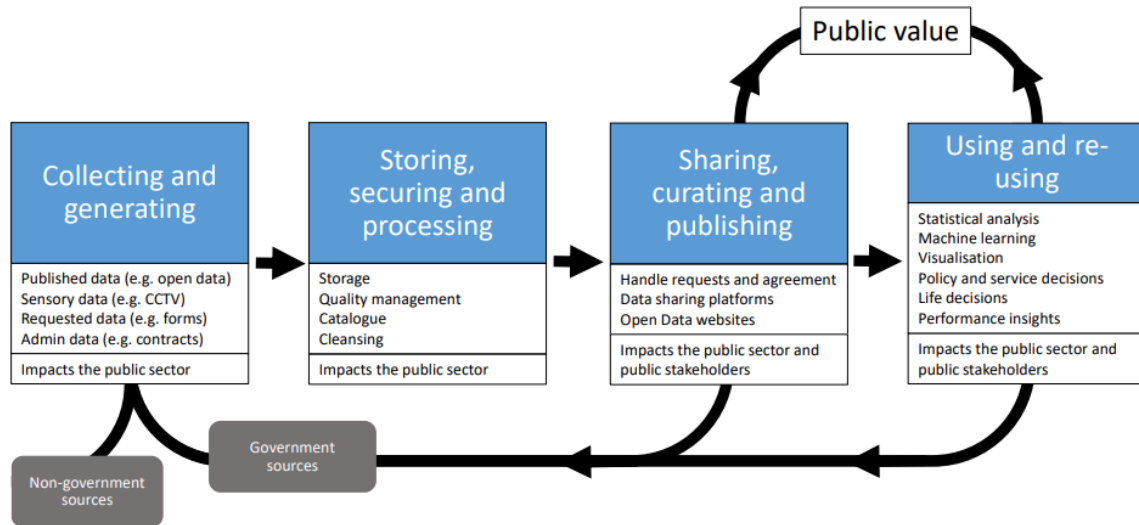 Public value
Collecting and
generating
Published data (e.g. open data)
Sensory data (e.g. CCTV)
Requested data (e.g. forms)
Admin data (e.g. contracts)
Impacts the public sector
Storing,
securing and
processing
Storage
Quality management
Catalogue
Cleansing
Impacts the public sector
Sharing,
curating and
publishing
Handle requests and agreement
Data sharing platforms
Open Data websites
Impacts the public sector and
public stakeholders
Using and re-
using
Statistical analysis
Machine learning
Visualisation
Policy and service decisions
Life decisions
Performance insights
Impacts the public sector and
public stakeholders
Government
sources
Non-government
sources